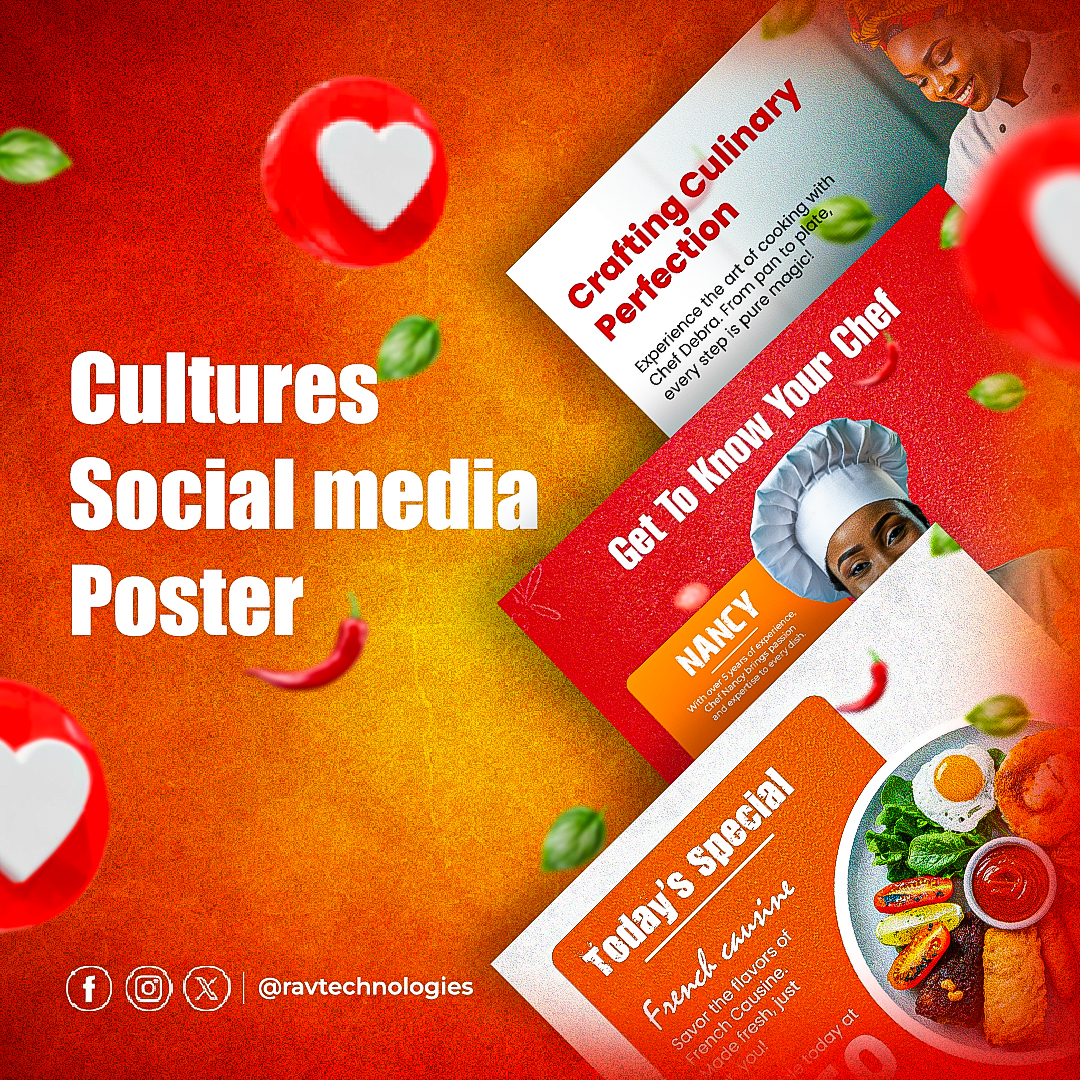 Cultures
Social media
Poster
@ravtechnologies
Crafting Culinary
Perfection
Experience the art of cooking with
Chef Debra. From pan to plate,
every step is pure magic!
Get To Know Your Chef
NANCY
With over 5 years of experience,
Chef Nancy brings passion
and expertise to every dish.
Today's Special
French causine
Savor the flavors of
French Cousine.
Made fresh, just
you!
today at